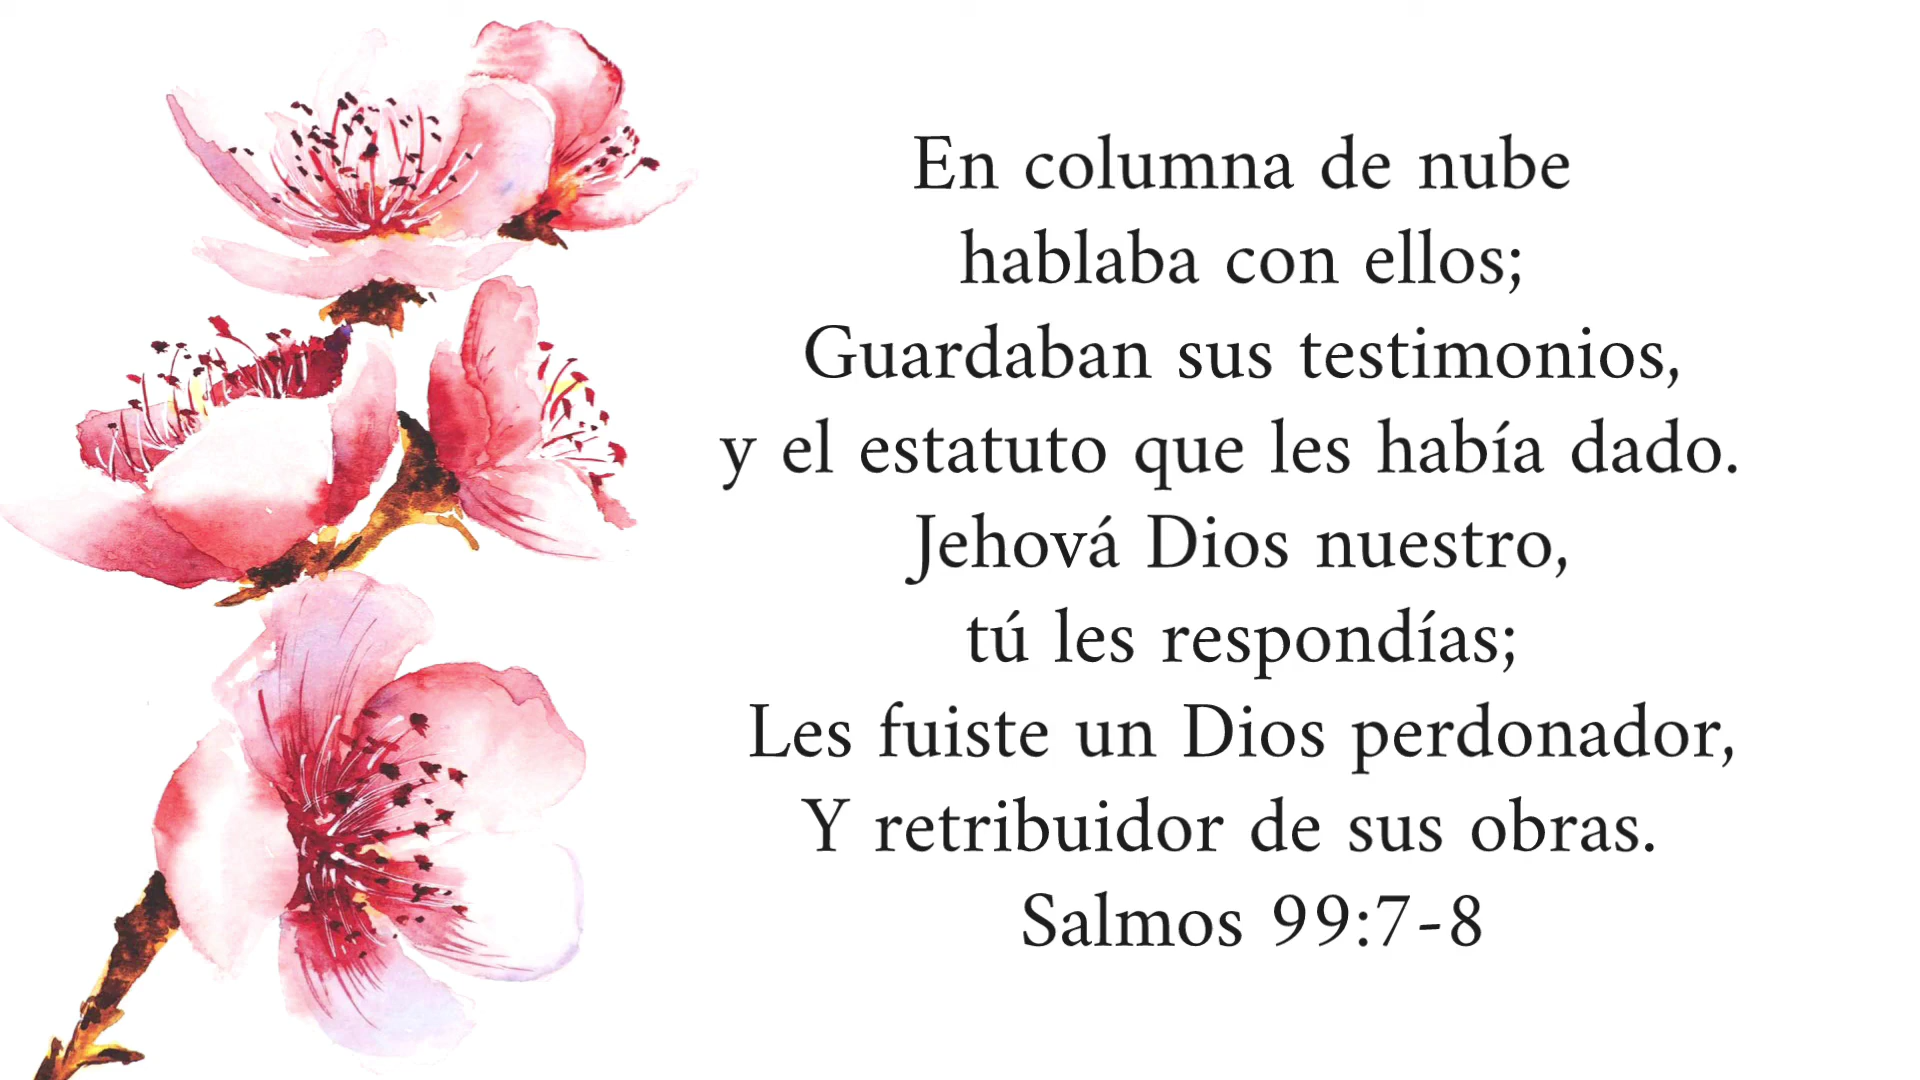 En columna de nube
hablaba con ellos;
Guardaban sus testimonios,
y el estatuto que les había dado.
Jehová Dios nuestro,
tú les respondías;
Les fuiste un Dios perdonador,
Y retribuidor de sus obras.
Salmos 99:7-8